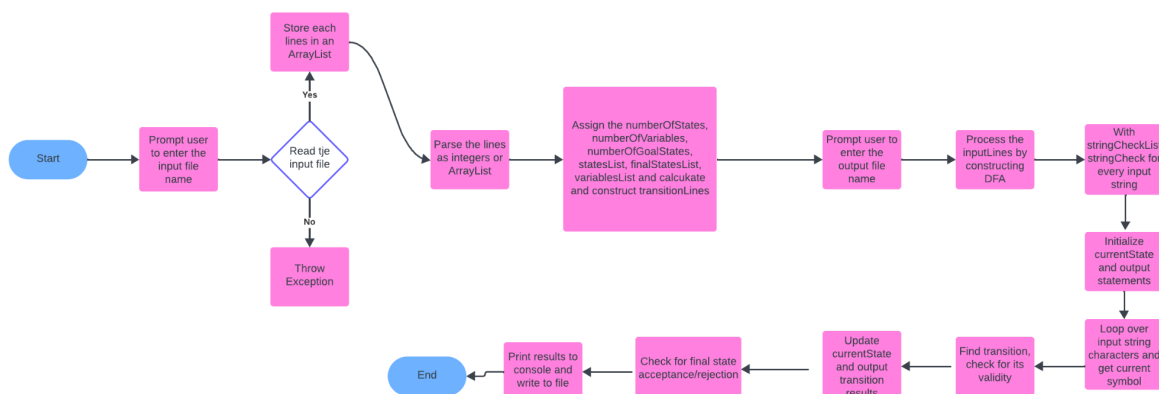 Start
Prompt user
to enter the
input file
name
Read tje
input file
Yes
Store each
lines in an
ArrayList
No
Throw
Exception
Parse the lines
as integers or
ArrayList
Assign the numberOfStates,
numberOfVariables,
numberOfGoalStates,
statesList, finalStatesList,
variablesList and calcukate
and construct transitionLines
Prompt user to
enter the output
file name
Process the
inputLines by
constructing
DFA
With
stringCheckList
stringCheck for
every input
string
Initialize
currentState
and output
statements
Loop over
input string
characters and
get current
symbol
Find transition,
check for its
validity
Update
currentState
and output
transition
results
Check for final state
acceptance/rejection
Print results to
console and
write to file
End